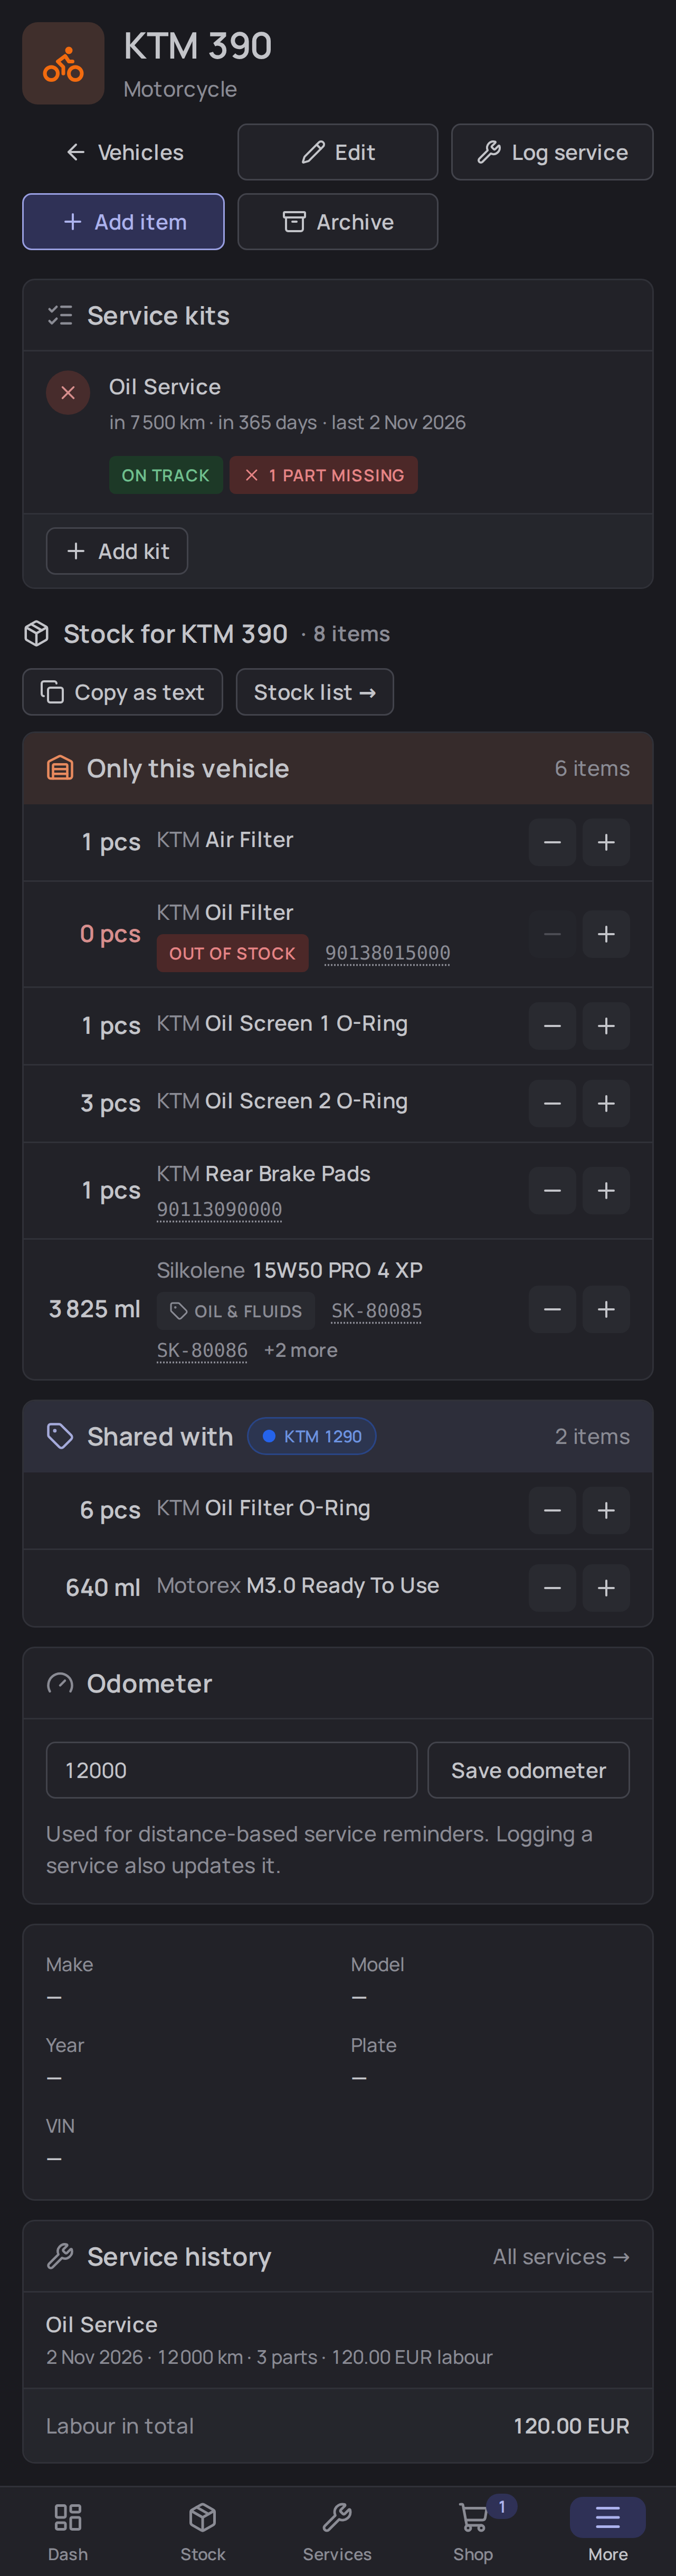 KTM 390
Motorcycle
← Vehicles
Edit
Log service
+ Add item
Archive
Service kits
Oil Service
in 7 500 km · in 365 days · last 2 Nov 2026
ON TRACK
× 1 PART MISSING
+ Add kit
Stock for KTM 390 · 8 items
Copy as text
Stock list →
Only this vehicle
6 items
1 pcs
KTM Air Filter
− +
0 pcs
KTM Oil Filter
OUT OF STOCK
90138015000
− +
1 pcs
KTM Oil Screen 1 O-Ring
− +
3 pcs
KTM Oil Screen 2 O-Ring
− +
1 pcs
KTM Rear Brake Pads
90113090000
− +
3 825 ml
Silkolene 15W50 PRO 4 XP
OIL & FLUIDS
SK-80085
SK-80086 +2 more
− +
Shared with
KTM 1290
2 items
6 pcs
KTM Oil Filter O-Ring
− +
640 ml
Motorex M3.0 Ready To Use
− +
Odometer
12000
Save odometer
Used for distance-based service reminders. Logging a
service also updates it.
Make
—
Model
—
Year
—
Plate
—
VIN
—
Service history
All services →
Oil Service
2 Nov 2026 · 12 000 km · 3 parts · 120.00 EUR labour
Labour in total
120.00 EUR
1
Dash
Stock
Services
Shop
More